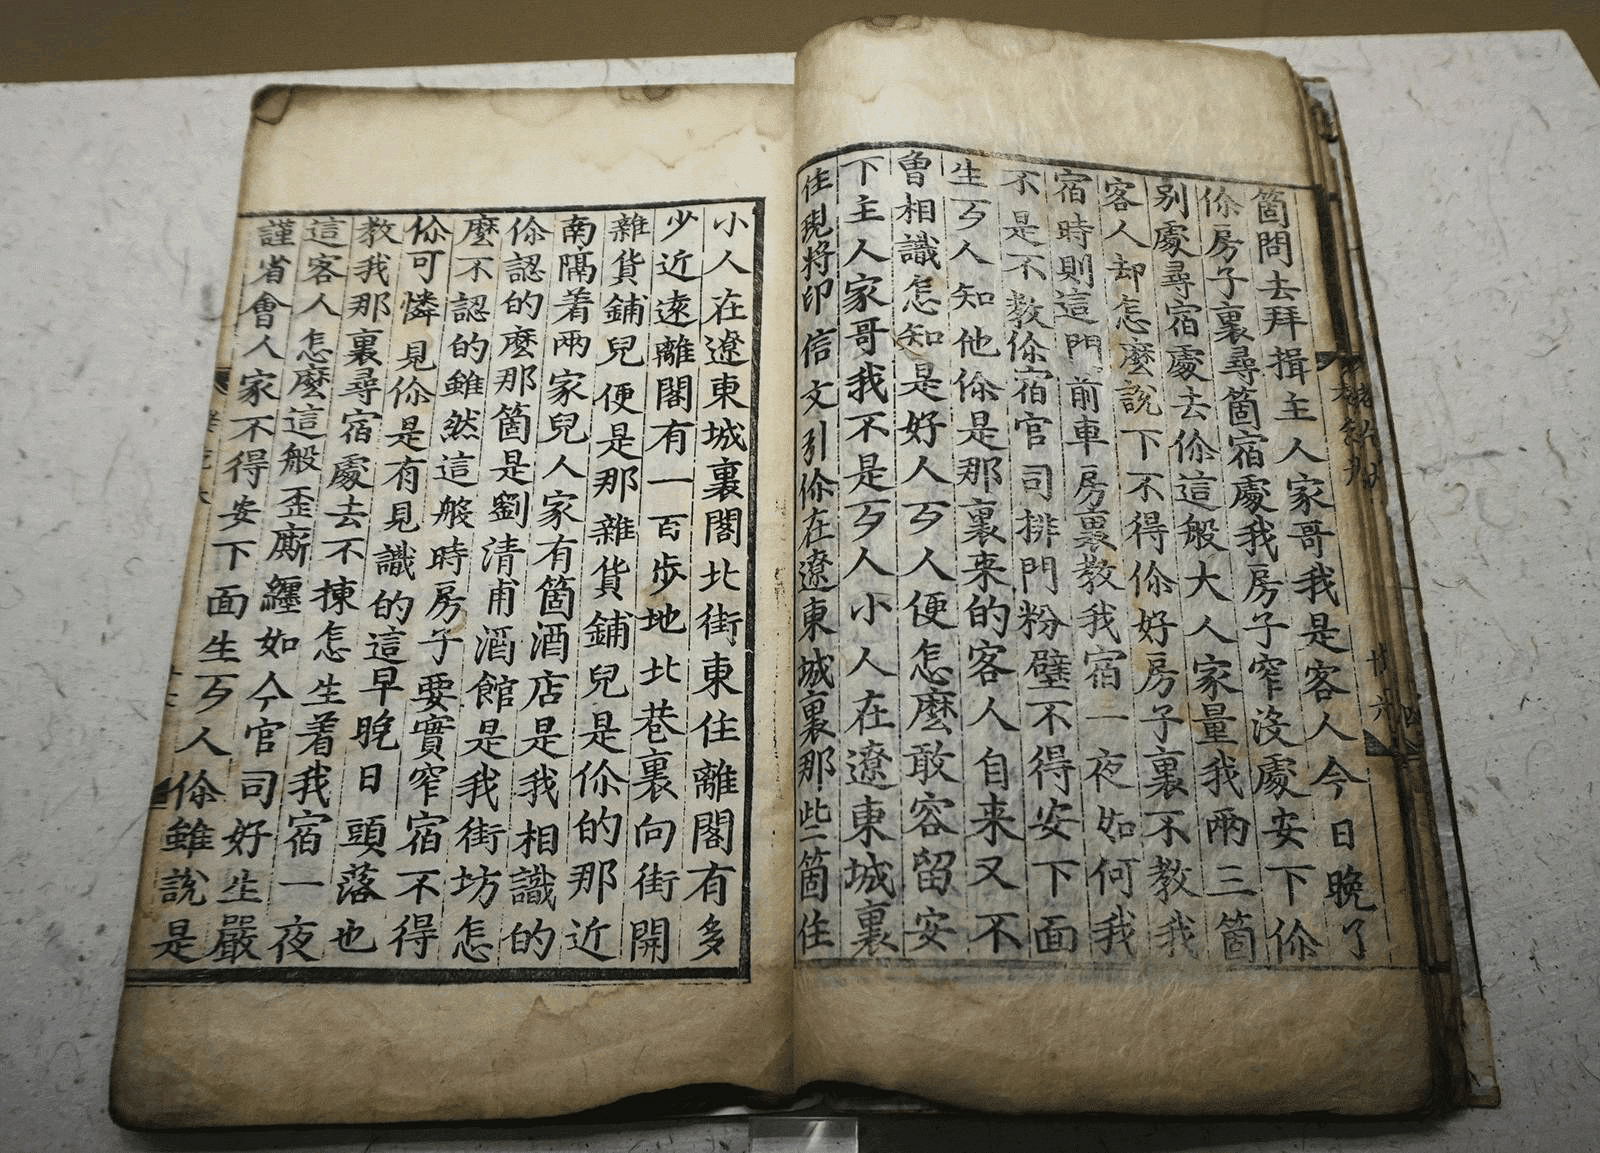 箇問去拜揖主人家哥我是客人今日晚了
伱房子裏尋箇宿處我房子窄沒處安下伱
別處尋宿處去伱這般大人家量我兩三箇
客人却怎麼說下不得伱好房子裏不教我
宿時則這門前車房裏教我宿一夜如何我
不是不教伱宿官司排門粉壁不得安下面
生歹人知他伱是那裏来的客人自来又不
曾相識怎知是好人歹人便怎麼敢容留安
下主人家哥我不是歹人小人在遼東城裏
住現将印信文引伱在遼東城裏那些箇住
小人在遼東城裏閣北街東住離閣有多
少近遠離閣有一百步地北巷裏向街開
雜貨鋪兒便是那雜貨鋪兒是伱的那近
南隔着兩家兒人家有箇酒店是我相識的
伱認的麼那箇是劉清甫酒館是我街坊怎
麼不認的雖然這般時房子要實窄宿不得
伱可憐見伱是有見識的這早晚日頭落也
教我那裏尋宿處去不揀怎生着我宿一夜
這客人怎麼這般歪厮纏如今官司好生嚴
謹省會人家不得安下面生歹人伱雖說是